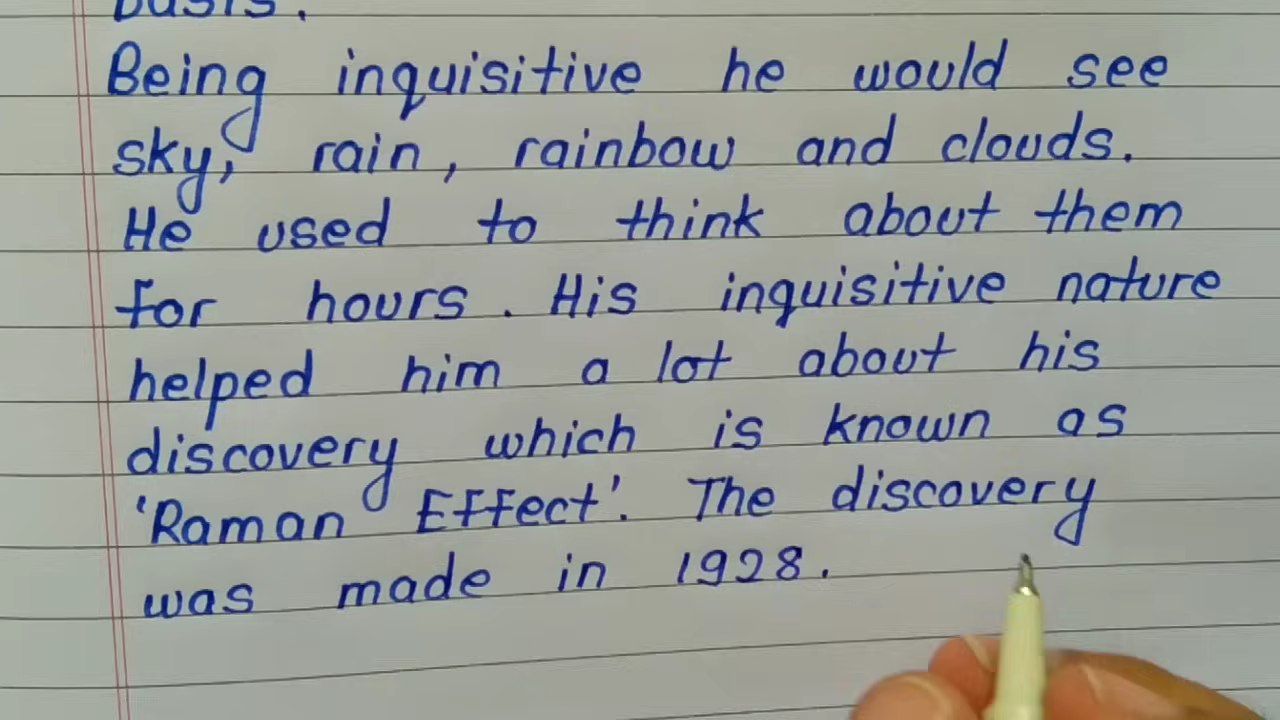 basis.
Being inquisitive he would see
sky, rain, rainbow and clouds.
He used to think about them
for hours. His inquisitive nature
helped him a lot about his
discovery which is known as
'Raman Effect'. The discovery
was made in 1928.